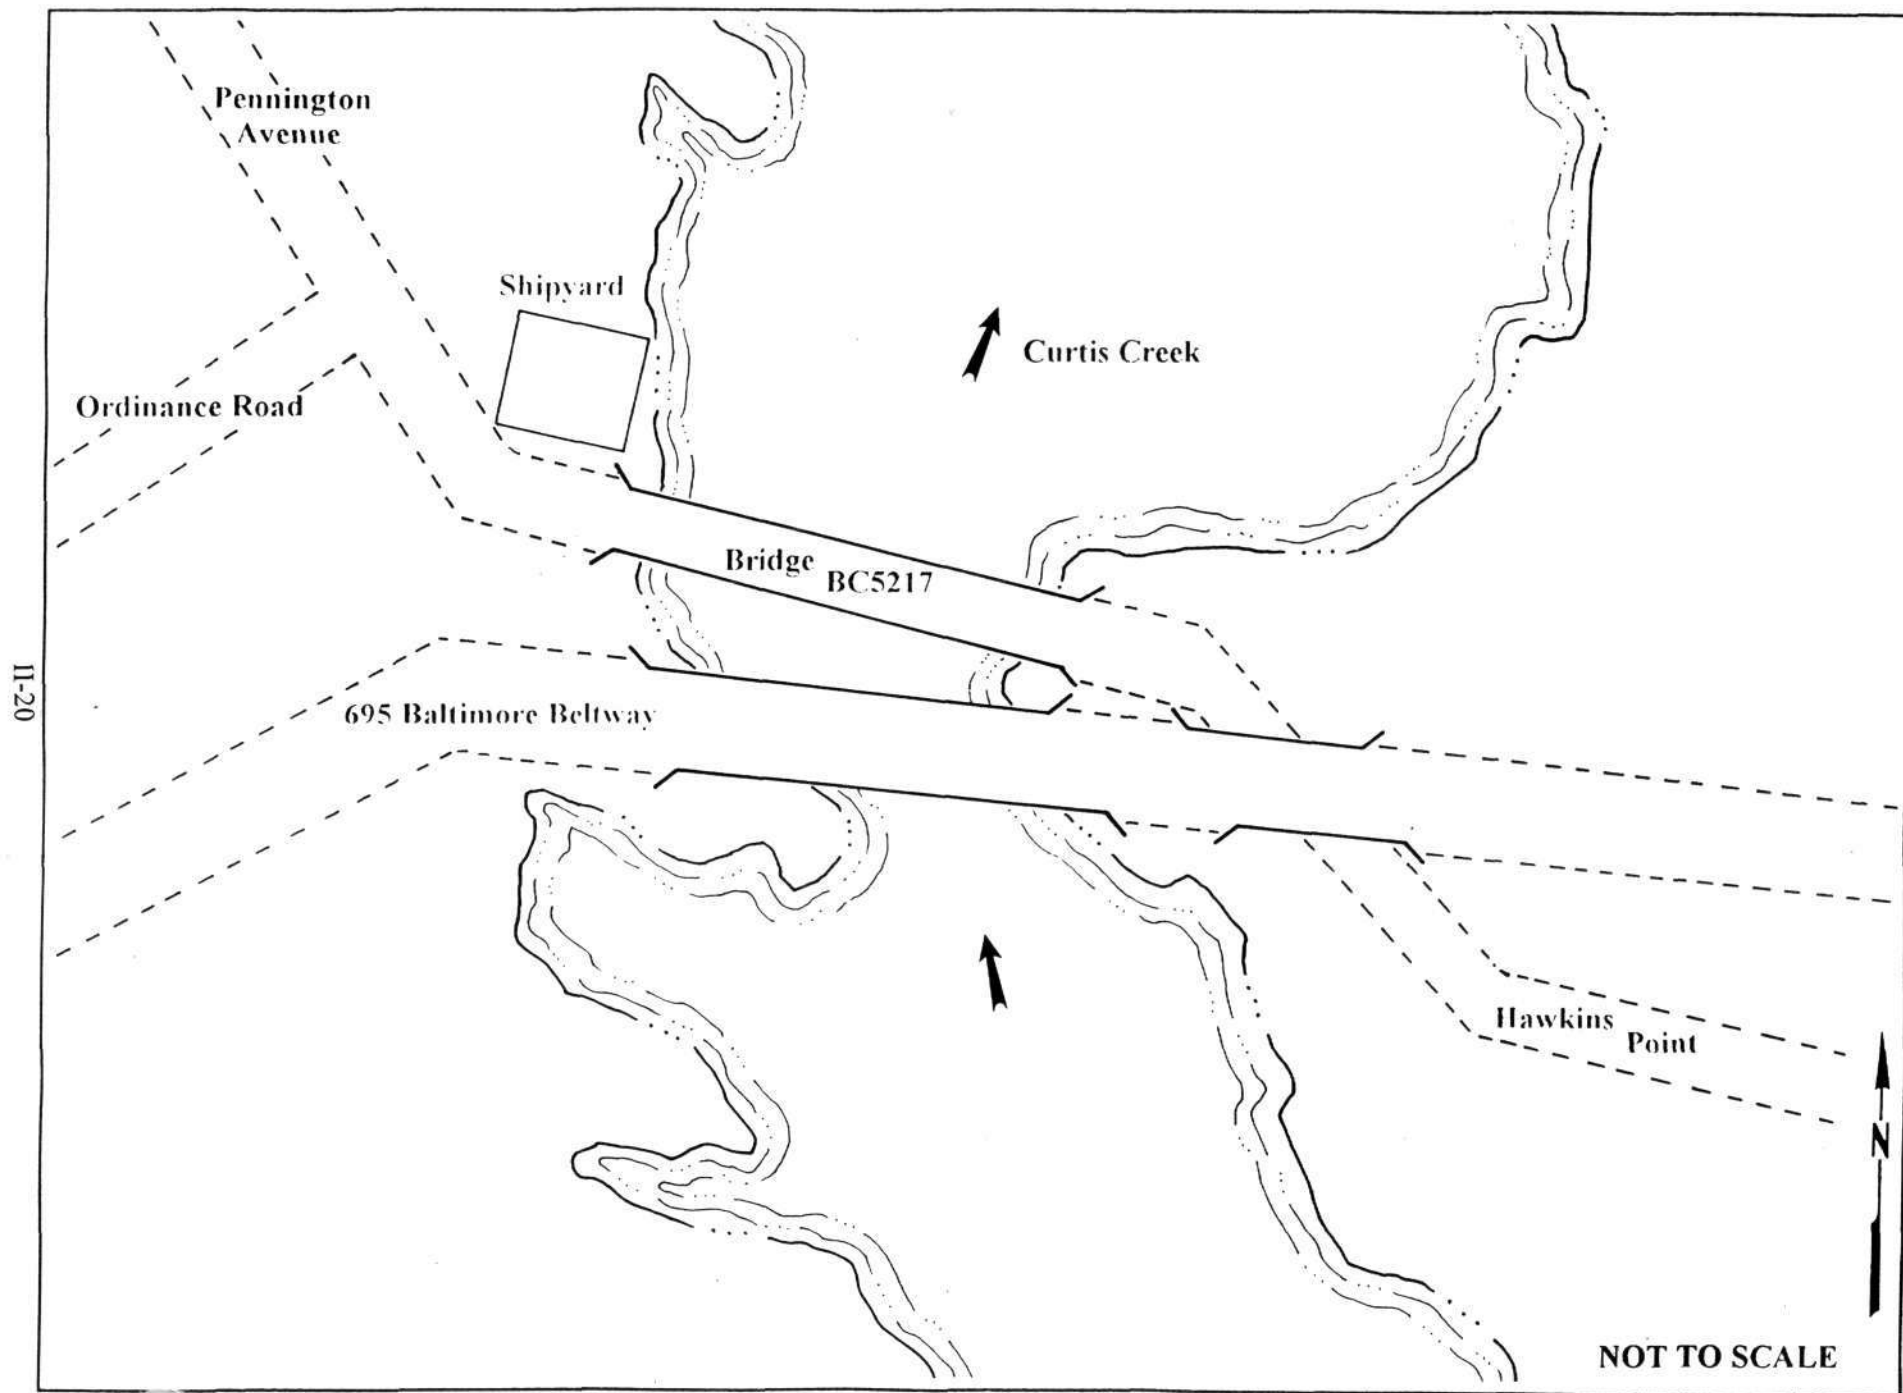 Pennington
Avenue
Shipyard
Curtis Creek
Ordinance Road
Bridge
BC5217
II-20
695 Baltimore Beltway
Hawkins
Point
N
NOT TO SCALE